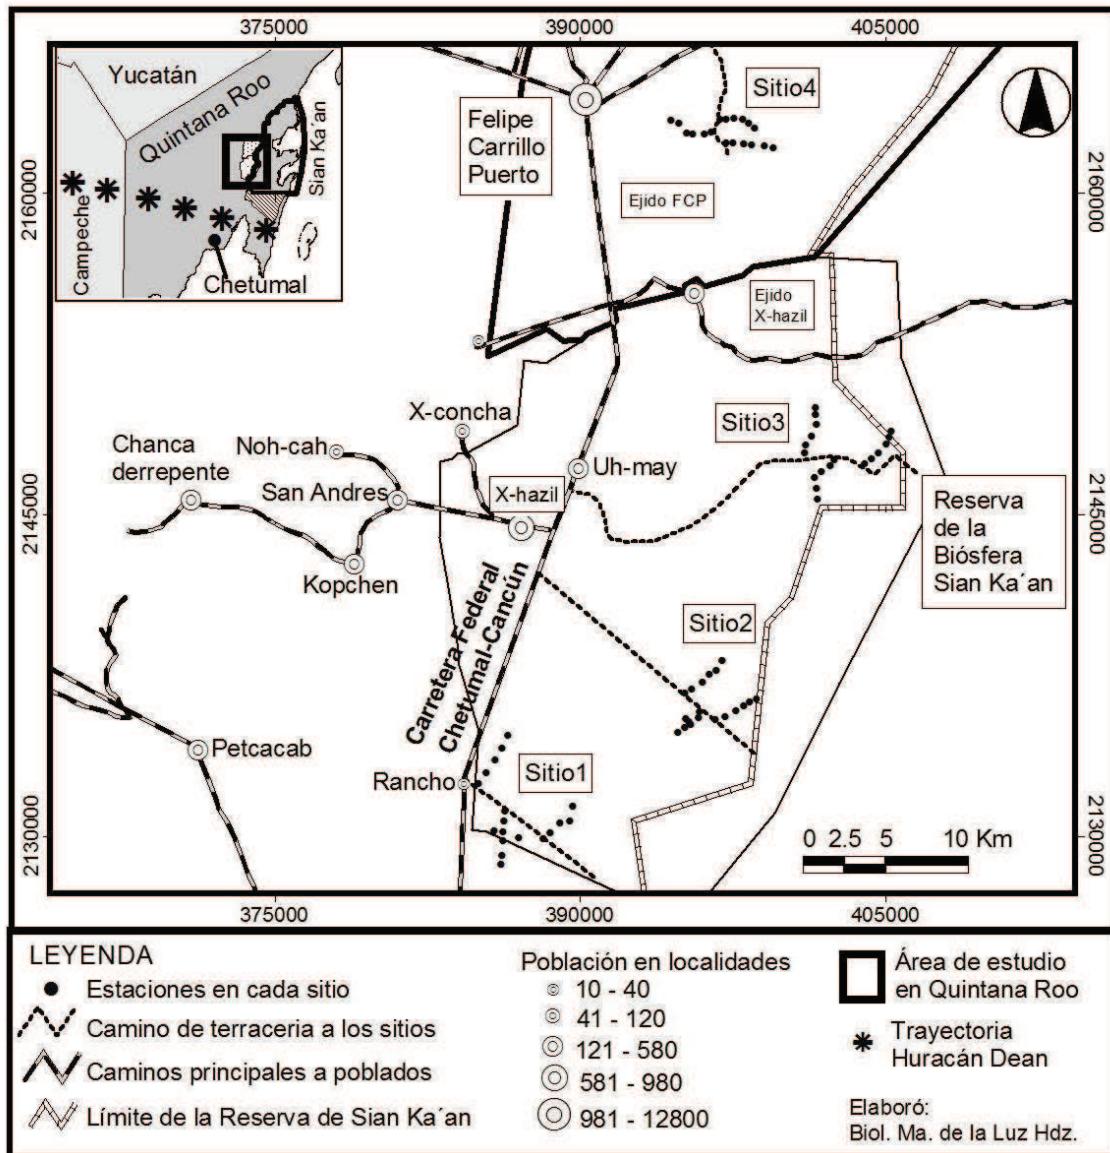 375000
390000
405000
Yucatán
Quintana Roo
Sian Ka´an
Campeche
Chetumal
Felipe
Carrillo
Puerto
Sitio4
2160000
2160000
Ejido FCP
Ejido
X-hazil
X-concha
Sitio3
Chanca
derrepente
Noh-cah
San Andres
X-hazil
Uh-may
2145000
2145000
Kopchen
Reserva
de la
Biósfera
Sian Ka´an
Carretera Federal
Chetumal-Cancún
Sitio2
Petcacab
Rancho
Sitio1
2130000
2130000
0 2.5 5 10 Km
375000
390000
405000
LEYENDA
Estaciones en cada sitio
Camino de terraceria a los sitios
Caminos principales a poblados
Límite de la Reserva de Sian Ka´an
Población en localidades
10 - 40
41 - 120
121 - 580
581 - 980
981 - 12800
Área de estudio
en Quintana Roo
Trayectoria
Huracán Dean
Elaboró:
Biol. Ma. de la Luz Hdz.